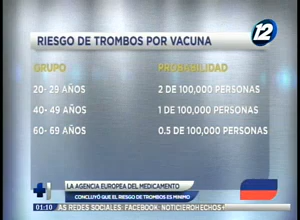 12
RIESGO DE TROMBOS POR VACUNA
GRUPO PROBABILIDAD
20- 29 AÑOS 2 DE 100,000 PERSONAS
40- 49 AÑOS 1 DE 100,000 PERSONAS
60- 69 AÑOS 0.5 DE 100,000 PERSONAS
LA AGENCIA EUROPEA DEL MEDICAMENTO
CONCLUYÓ QUE EL RIESGO DE TROMBOS ES MÍNIMO
01:10 AS REDES SOCIALES: FACEBOOK: NOTICIEROHECHOS+